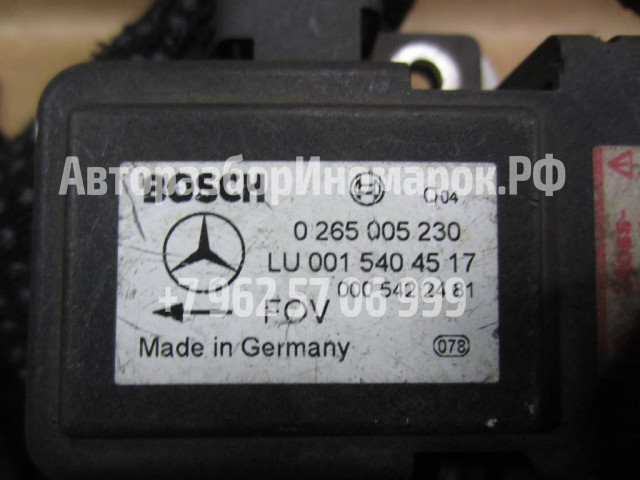 BOSCH
Q04
АвторазборИномарок.РФ
0 265 005 230
LU 001 540 45 17
000 542 24 81
+7 962 57 06 999
FOV
Made in Germany
078